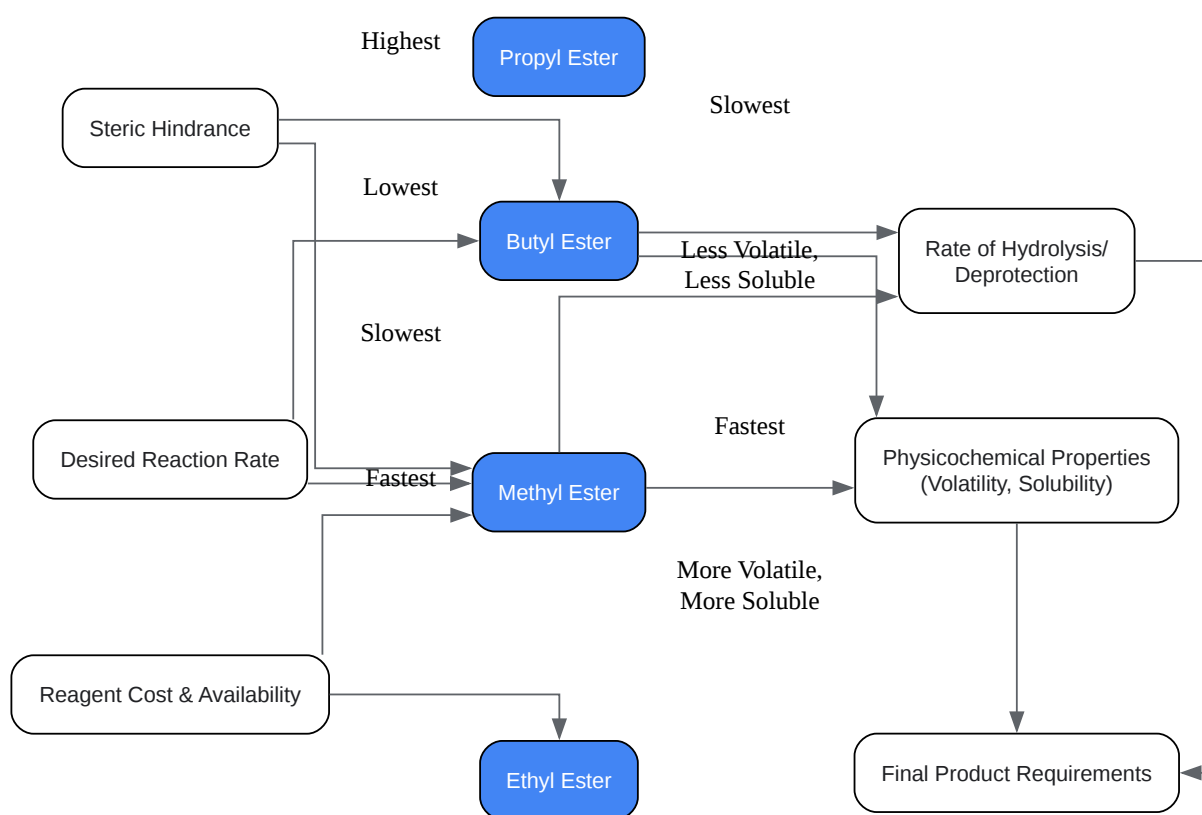 Highest
Propyl Ester
Slowest
Steric Hindrance
Lowest
Butyl Ester
Less Volatile,
Less Soluble
Rate of Hydrolysis/
Deprotection
Slowest
Fastest
Desired Reaction Rate
Fastest
Methyl Ester
Physicochemical Properties
(Volatility, Solubility)
More Volatile,
More Soluble
Reagent Cost & Availability
Ethyl Ester
Final Product Requirements